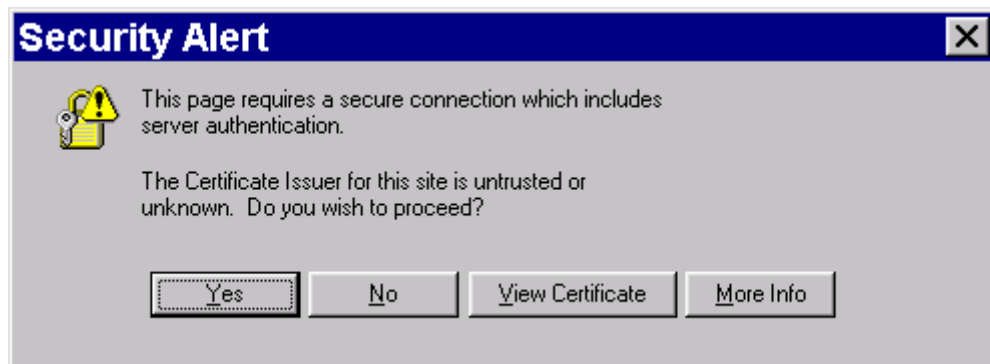 Security Alert
This page requires a secure connection which includes
server authentication.
The Certificate Issuer for this site is untrusted or
unknown.  Do you wish to proceed?
Yes No View Certificate More Info